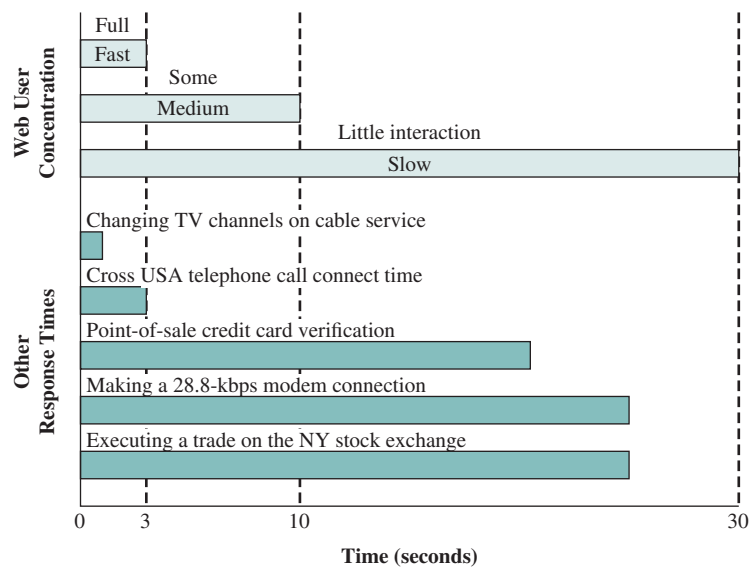 Web User
Concentration
Full
Fast
Some
Medium
Little interaction
Slow
Other
Response Times
Changing TV channels on cable service
Cross USA telephone call connect time
Point-of-sale credit card verification
Making a 28.8-kbps modem connection
Executing a trade on the NY stock exchange
0 3 10 30
Time (seconds)